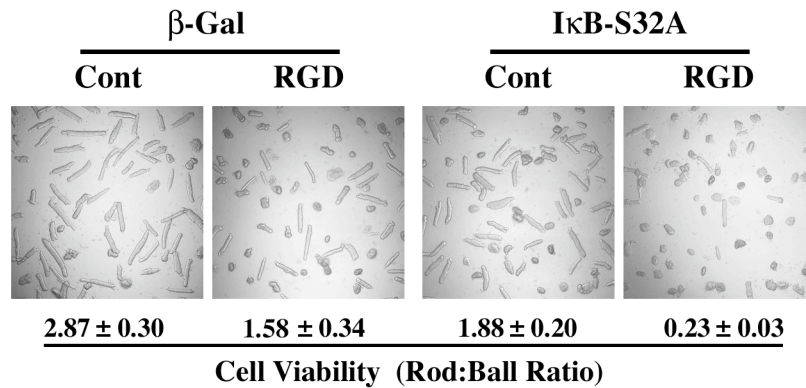 β-Gal IκB-S32A
Cont RGD Cont RGD
2.87 ± 0.30 1.58 ± 0.34 1.88 ± 0.20 0.23 ± 0.03
Cell Viability (Rod:Ball Ratio)